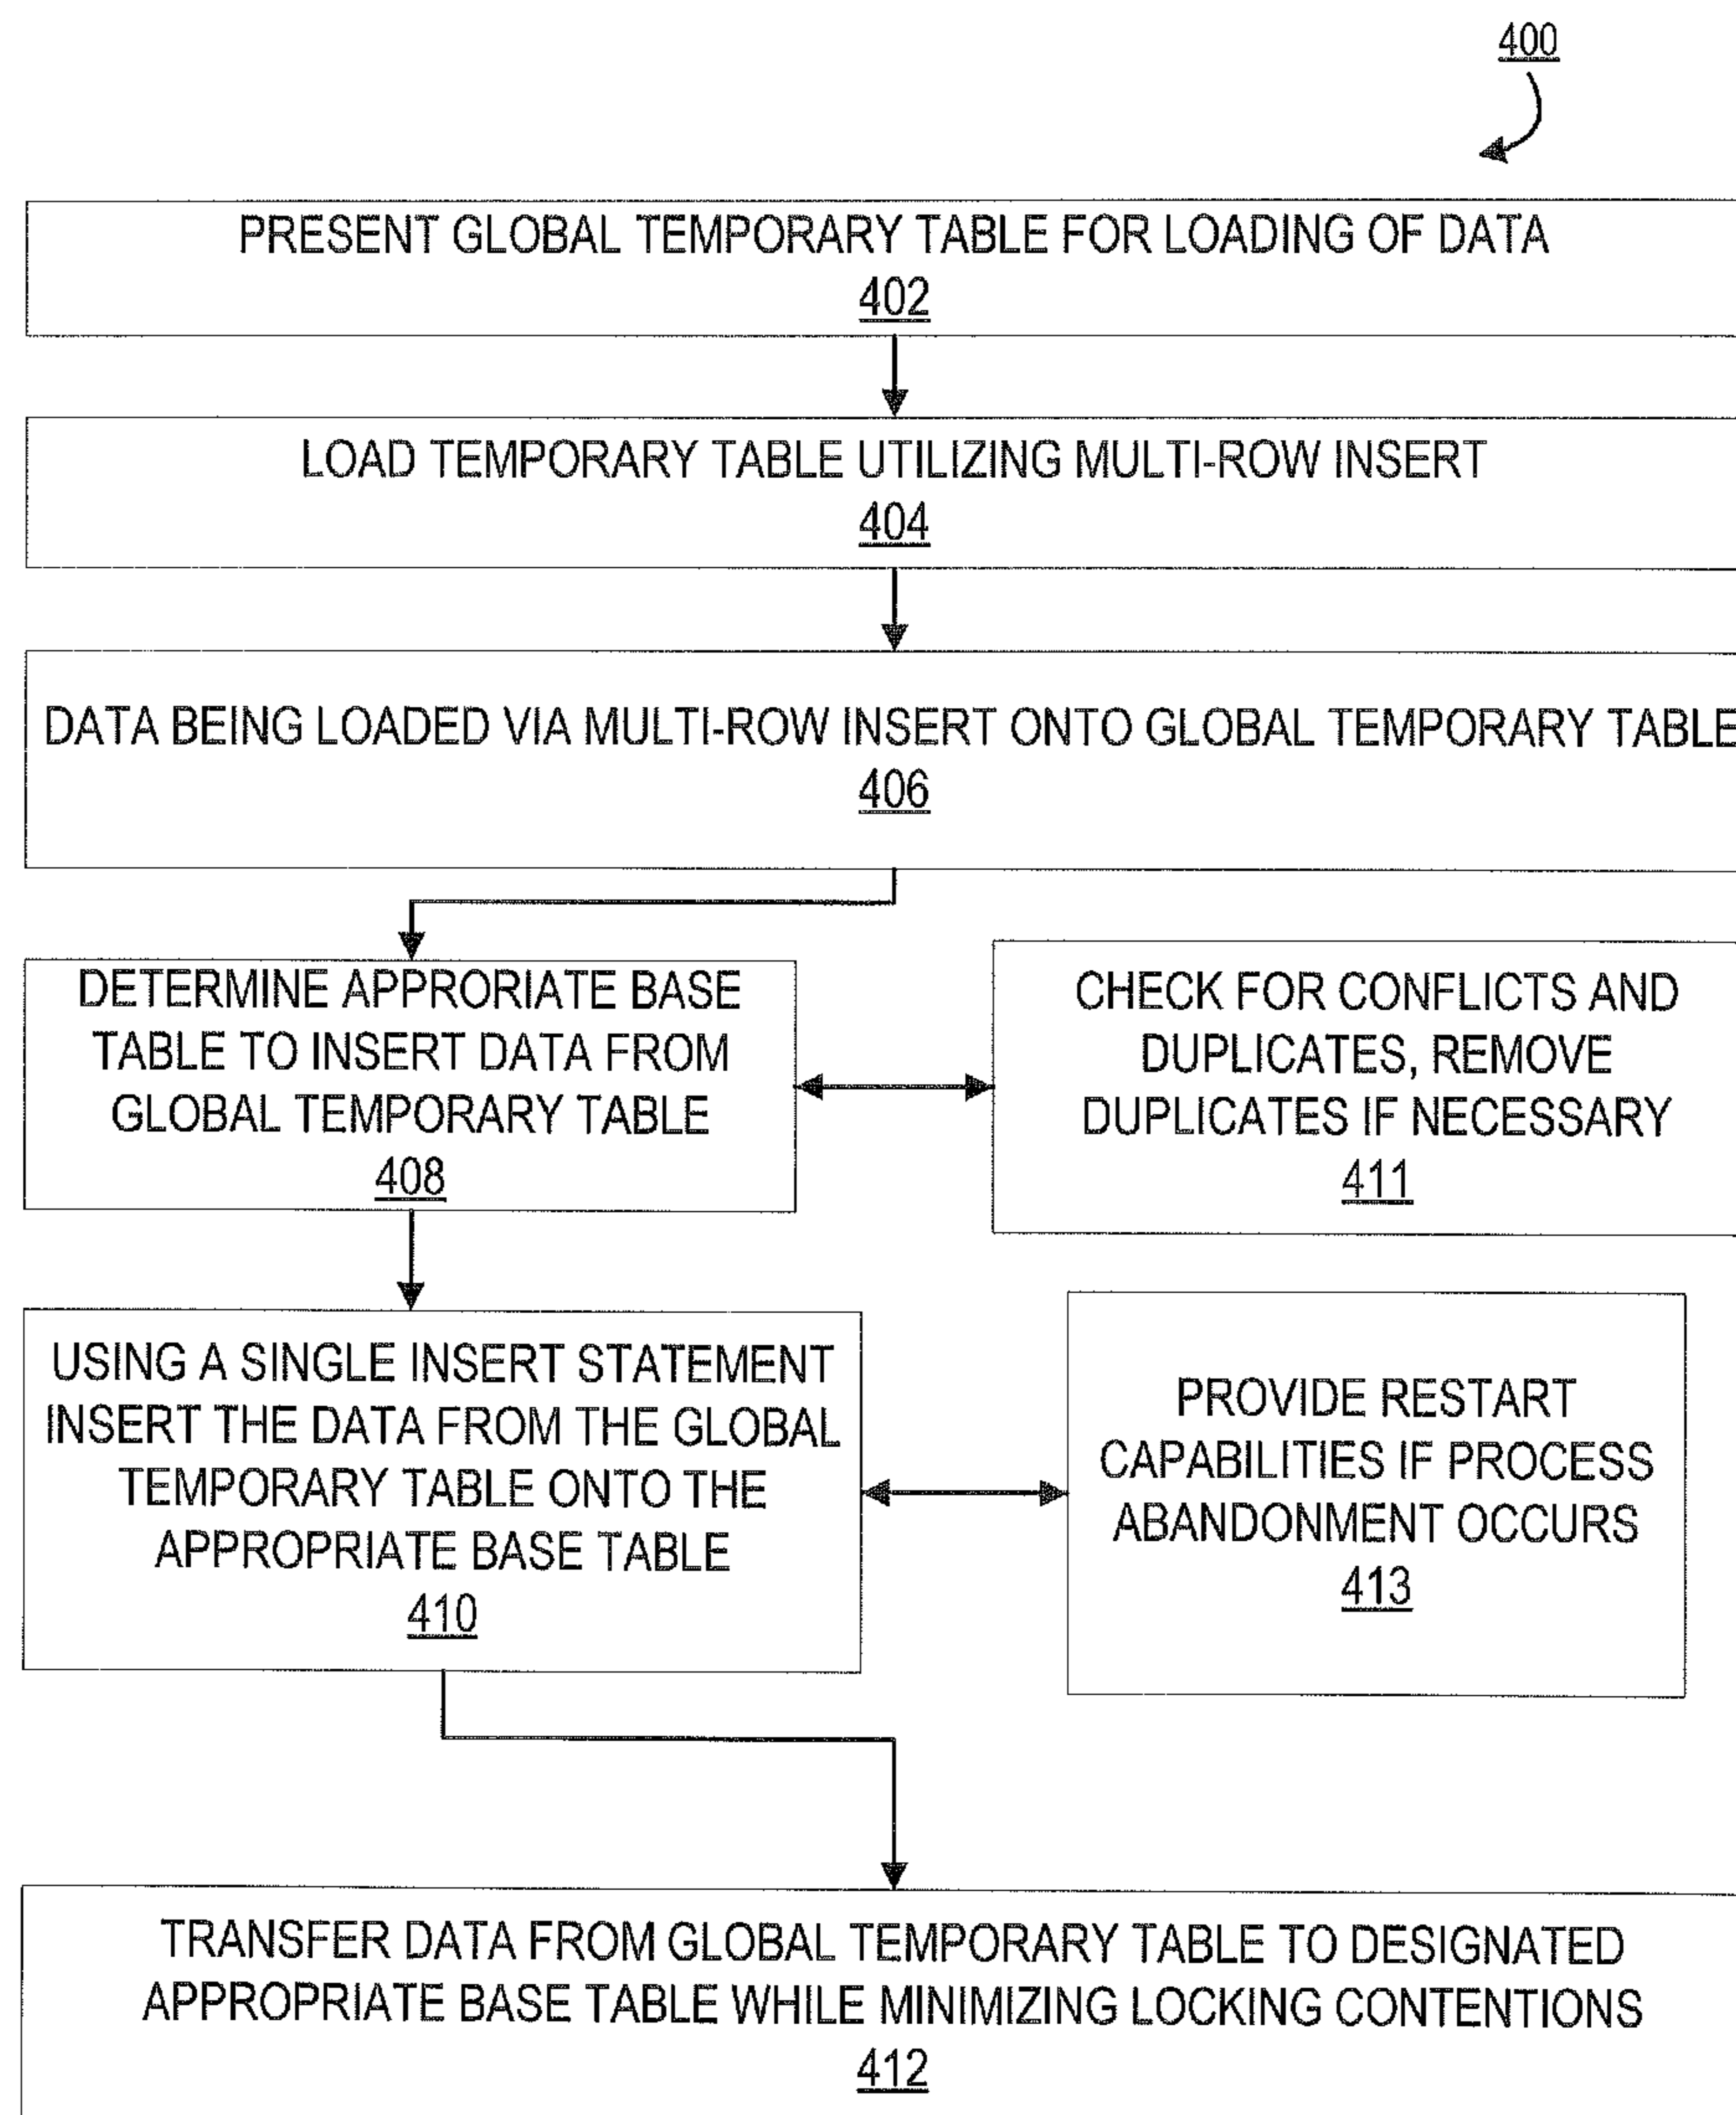 400
PRESENT GLOBAL TEMPORARY TABLE FOR LOADING OF DATA
402
LOAD TEMPORARY TABLE UTILIZING MULTI-ROW INSERT
404
DATA BEING LOADED VIA MULTI-ROW INSERT ONTO GLOBAL TEMPORARY TABLE
406
DETERMINE APPRORIATE BASE
TABLE TO INSERT DATA FROM
GLOBAL TEMPORARY TABLE
408
CHECK FOR CONFLICTS AND
DUPLICATES, REMOVE
DUPLICATES IF NECESSARY
411
USING A SINGLE INSERT STATEMENT
INSERT THE DATA FROM THE GLOBAL
TEMPORARY TABLE ONTO THE
APPROPRIATE BASE TABLE
410
PROVIDE RESTART
CAPABILITIES IF PROCESS
ABANDONMENT OCCURS
413
TRANSFER DATA FROM GLOBAL TEMPORARY TABLE TO DESIGNATED
APPROPRIATE BASE TABLE WHILE MINIMIZING LOCKING CONTENTIONS
412